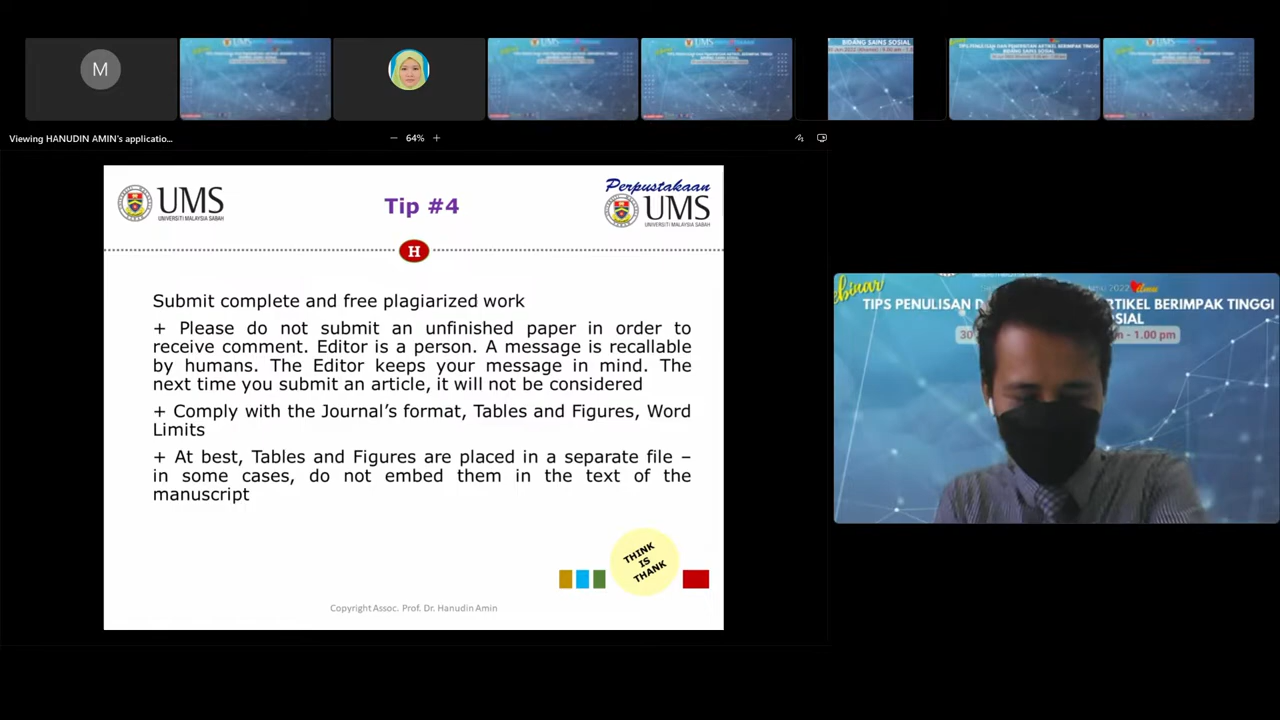 M
BIDANG SAINS SOSIAL
TIPS PENULISAN DAN PENERBITAN ARTIKEL BERIMPAK TINGGI
BIDANG SAINS SOSIAL
Viewing HANUDIN AMIN's applicatio...
64%
UMS
UNIVERSITI MALAYSIA SABAH
Tip #4
Perpustakaan
UMS
UNIVERSITI MALAYSIA SABAH
H
Submit complete and free plagiarized work
+ Please do not submit an unfinished paper in order to
receive comment. Editor is a person. A message is recallable
by humans. The Editor keeps your message in mind. The
next time you submit an article, it will not be considered
+ Comply with the Journal's format, Tables and Figures, Word
Limits
+ At best, Tables and Figures are placed in a separate file –
in some cases, do not embed them in the text of the
manuscript
THINK
IS
THANK
Copyright Assoc. Prof. Dr. Hanudin Amin
2022
TIPS PENULISAN D
RTIKEL BERIMPAK TINGGI
OSIAL
30
- 1.00 pm